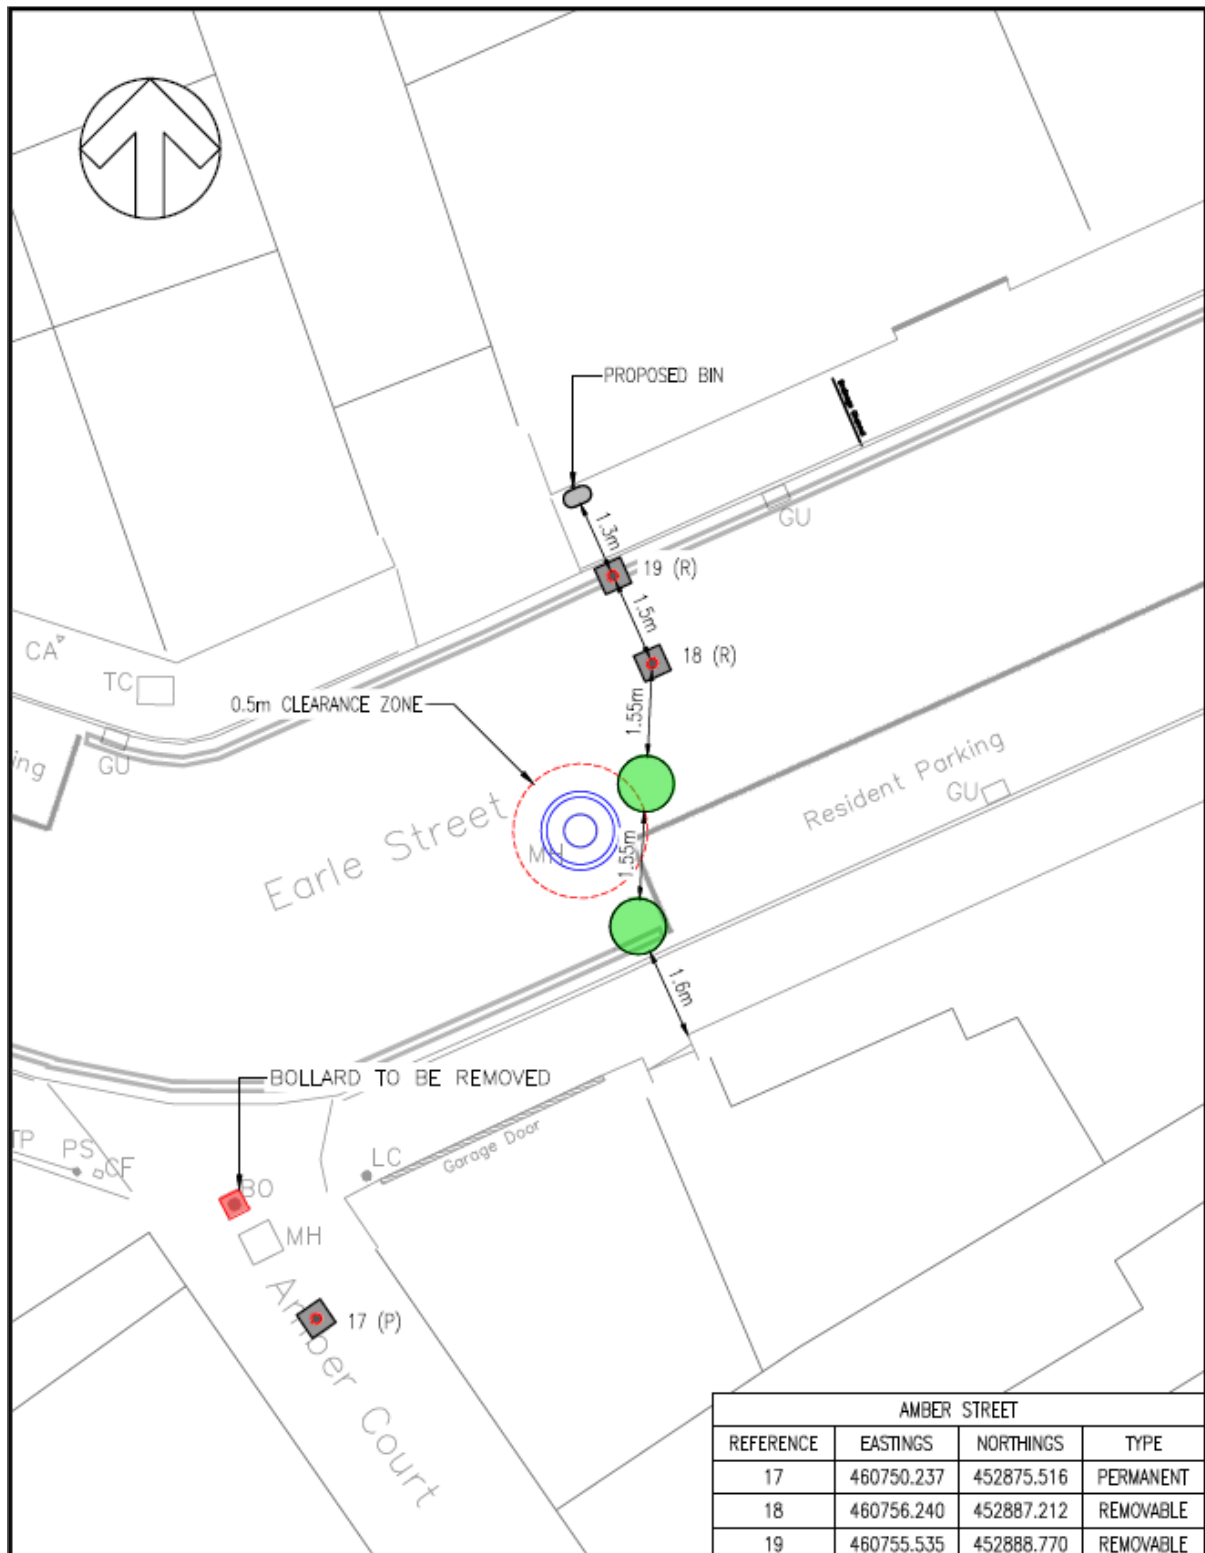 PROPOSED BIN
1.3m
GU
19 (R)
1.5m
18 (R)
CA
TC
0.5m CLEARANCE ZONE
1.55m
ing
GU
Resident Parking
GU
Earle Street
MH
1.55m
1.6m
BOLLARD TO BE REMOVED
TP
PS
CF
LC
Garage Door
BO
MH
17 (P)
Amber Court
AMBER STREET
REFERENCE EASTINGS NORTHINGS TYPE
17 460750.237 452875.516 PERMANENT
18 460756.240 452887.212 REMOVABLE
19 460755.535 452888.770 REMOVABLE